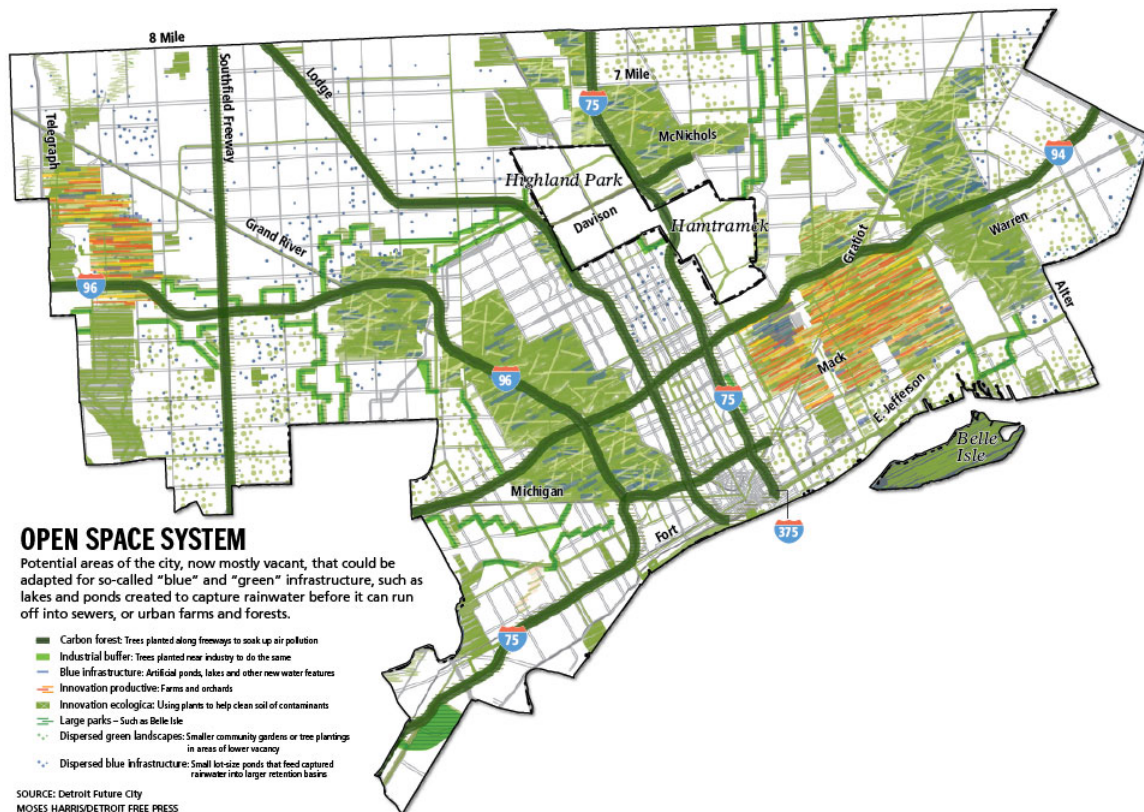 8 Mile
Southfield Freeway
Lodge
7 Mile
75
Telegraph
McNichols
94
Highland Park
Davison
Hamtramck
Grand River
Gratiot
Warren
96
Alter
Mack
96
75
E. Jefferson
Belle
Isle
Michigan
Fort
375
75
OPEN SPACE SYSTEM
Potential areas of the city, now mostly vacant, that could be
adapted for so-called “blue” and “green” infrastructure, such as
lakes and ponds created to capture rainwater before it can run
off into sewers, or urban farms and forests.
Carbon forest: Trees planted along freeways to soak up air pollution
Industrial buffer: Trees planted near industry to do the same
Blue infrastructure: Artificial ponds, lakes and other new water features
Innovation productive: Farms and orchards
Innovation ecologica: Using plants to help clean soil of contaminants
Large parks – Such as Belle Isle
Dispersed green landscapes: Smaller community gardens or tree plantings
in areas of lower vacancy
Dispersed blue infrastructure: Small lot-size ponds that feed captured
rainwater into larger retention basins
SOURCE: Detroit Future City
MOSES HARRIS/DETROIT FREE PRESS